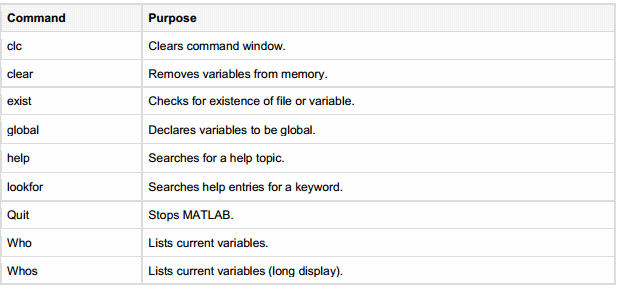 Command Purpose
clc Clears command window.
clear Removes variables from memory.
exist Checks for existence of file or variable.
global Declares variables to be global.
help Searches for a help topic.
lookfor Searches help entries for a keyword.
Quit Stops MATLAB.
Who Lists current variables.
Whos Lists current variables (long display).